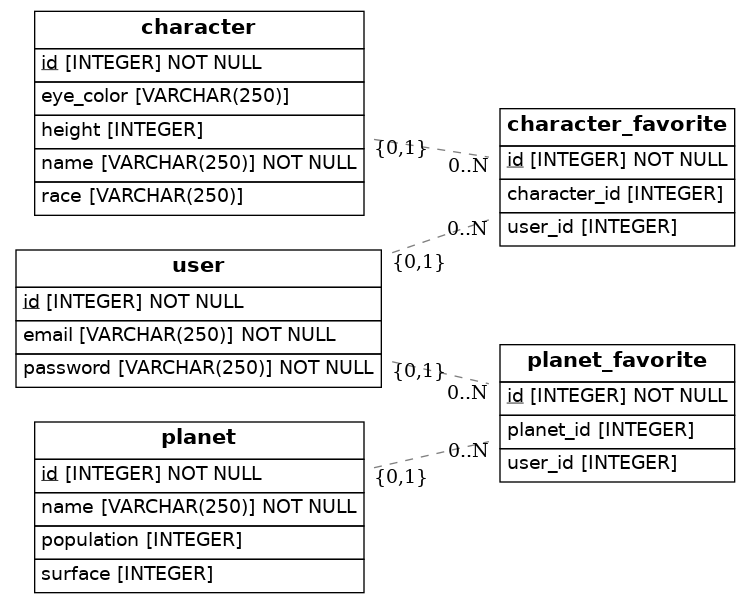 character
id [INTEGER] NOT NULL
eye_color [VARCHAR(250)]
height [INTEGER]
name [VARCHAR(250)] NOT NULL
race [VARCHAR(250)]
{0,1}
0..N
character_favorite
id [INTEGER] NOT NULL
character_id [INTEGER]
user_id [INTEGER]
0..N
{0,1}
user
id [INTEGER] NOT NULL
email [VARCHAR(250)] NOT NULL
password [VARCHAR(250)] NOT NULL
{0,1}
0..N
planet_favorite
id [INTEGER] NOT NULL
planet_id [INTEGER]
user_id [INTEGER]
0..N
{0,1}
planet
id [INTEGER] NOT NULL
name [VARCHAR(250)] NOT NULL
population [INTEGER]
surface [INTEGER]